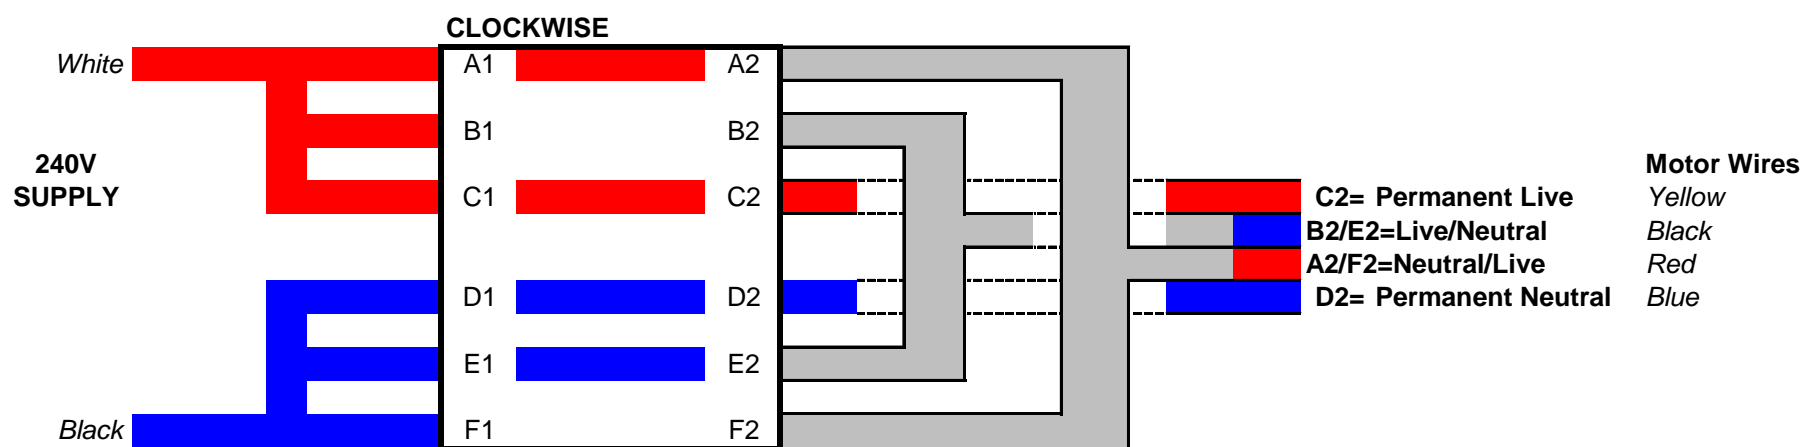 CLOCKWISE
White A1 A2
B1 B2
240V Motor Wires
SUPPLY C1 C2 C2= Permanent Live Yellow
B2/E2=Live/Neutral Black
A2/F2=Neutral/Live Red
D1 D2 D2= Permanent Neutral Blue
E1 E2
Black F1 F2